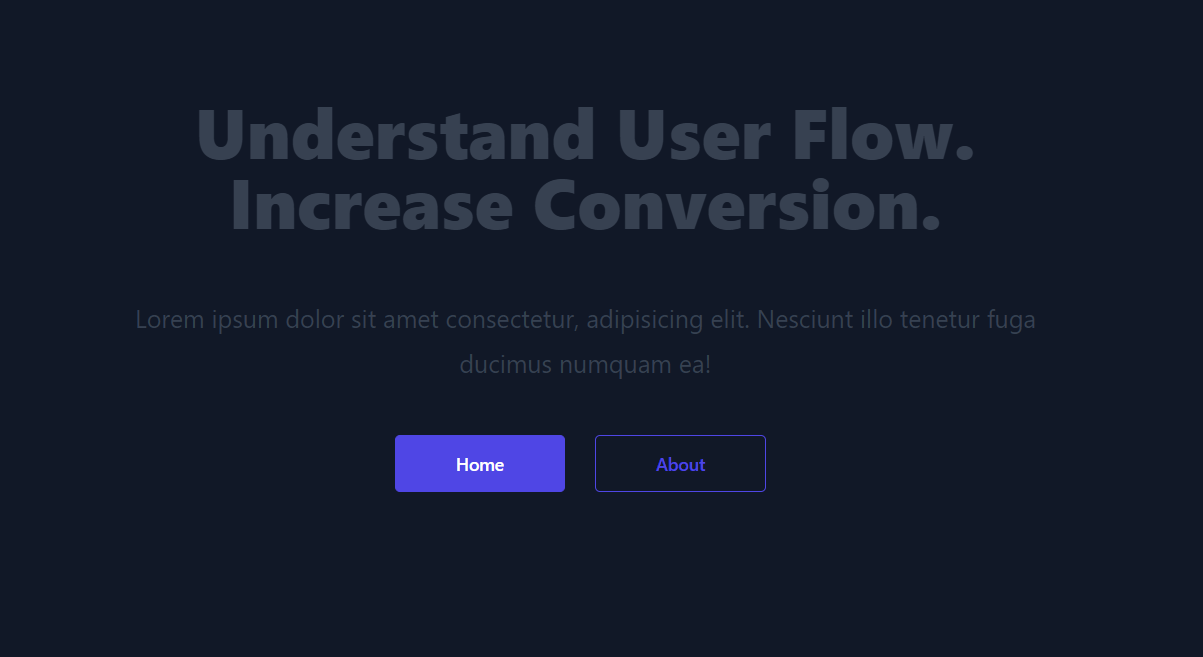 Understand User Flow.
Increase Conversion.
Lorem ipsum dolor sit amet consectetur, adipisicing elit. Nesciunt illo tenetur fuga
ducimus numquam ea!
Home
About